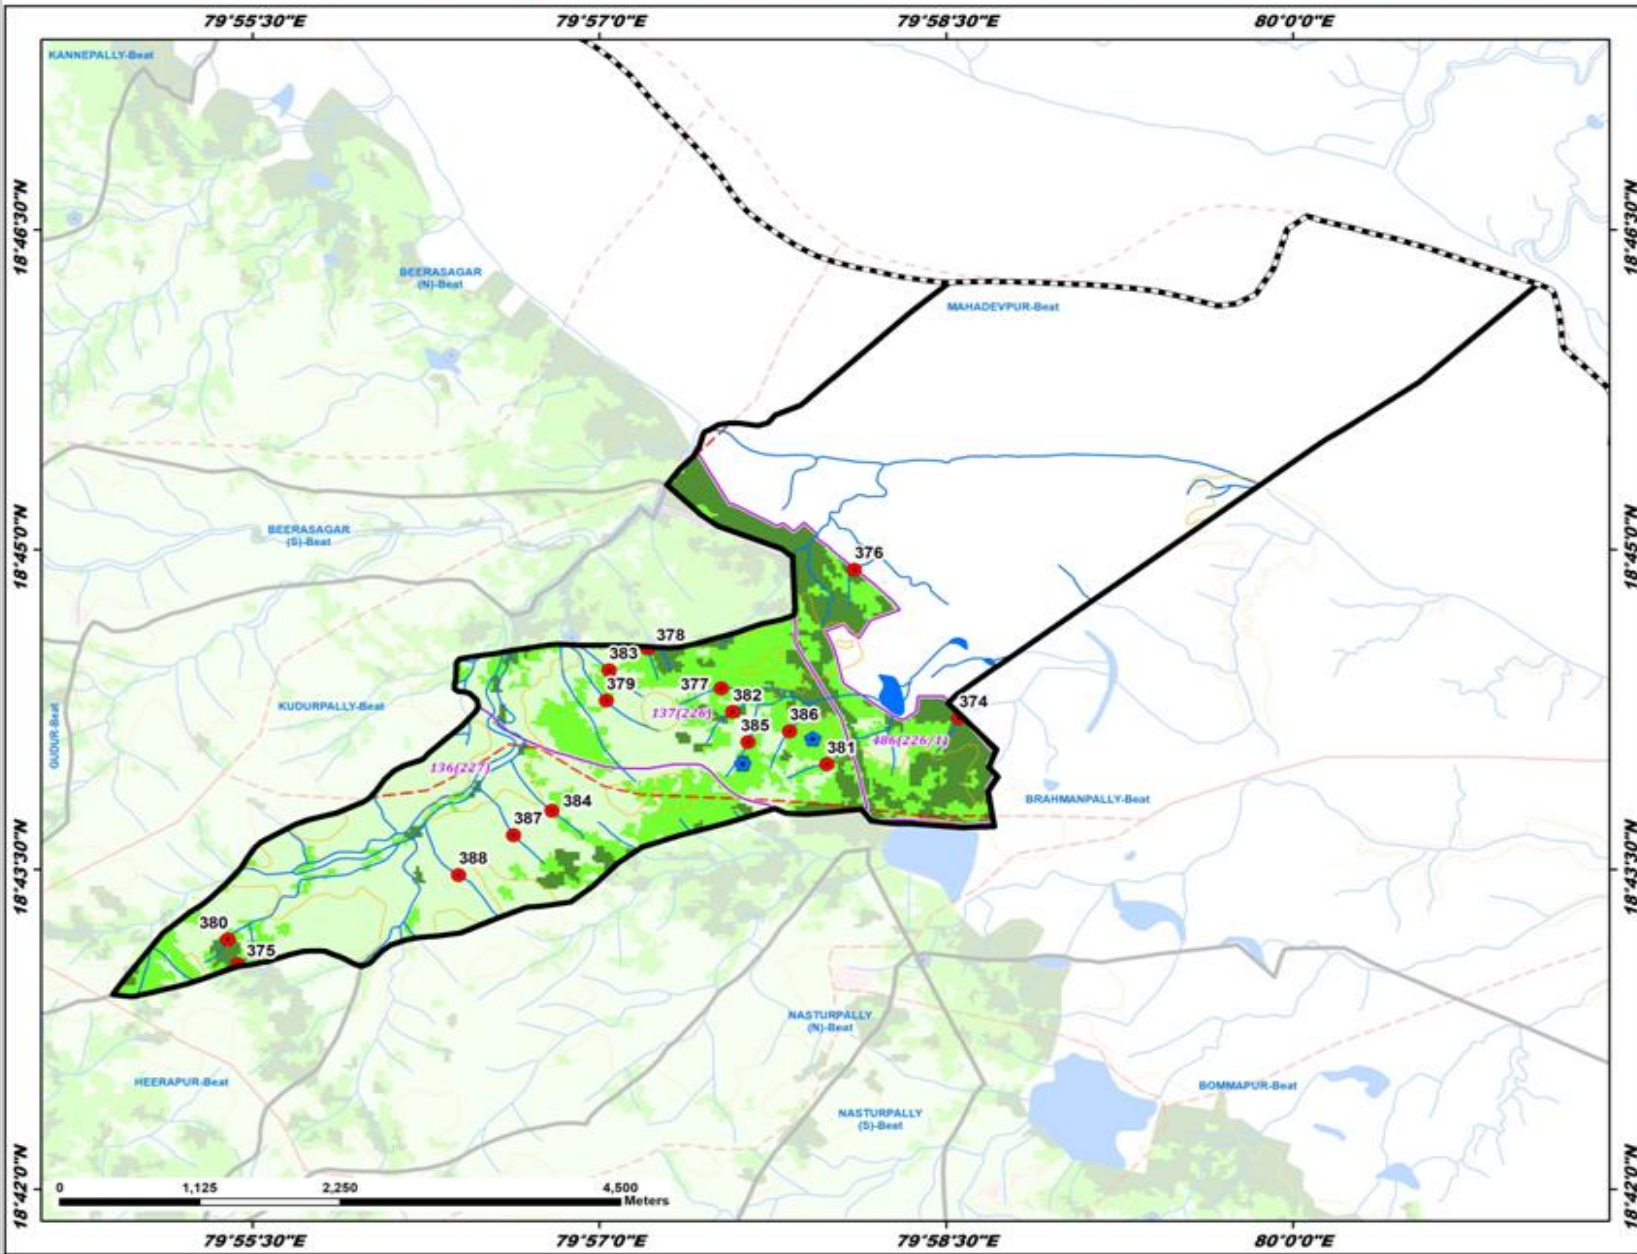 79°55'30"E 79°57'0"E 79°58'30"E 80°0'0"E
KANNEPALLY-Beat
18°46'30"N
18°46'30"N
BEERASAGAR
(N)-Beat
MAHADEVPUR-Beat
BEERASAGAR
(S)-Beat
18°45'0"N
18°45'0"N
376
378
383
379
377
382
374
KUDURPALLY-Beat
137(226)
385
386
GUDUR-Beat
486(226/1)
381
136(227)
BRAHMANPALLY-Beat
384
387
388
18°43'30"N
18°43'30"N
380
375
NASTURPALLY
(N)-Beat
HEERAPUR-Beat
BOMMAPUR-Beat
NASTURPALLY
(S)-Beat
18°42'0"N
18°42'0"N
0 1,125 2,250 4,500
Meters
79°55'30"E 79°57'0"E 79°58'30"E 80°0'0"E